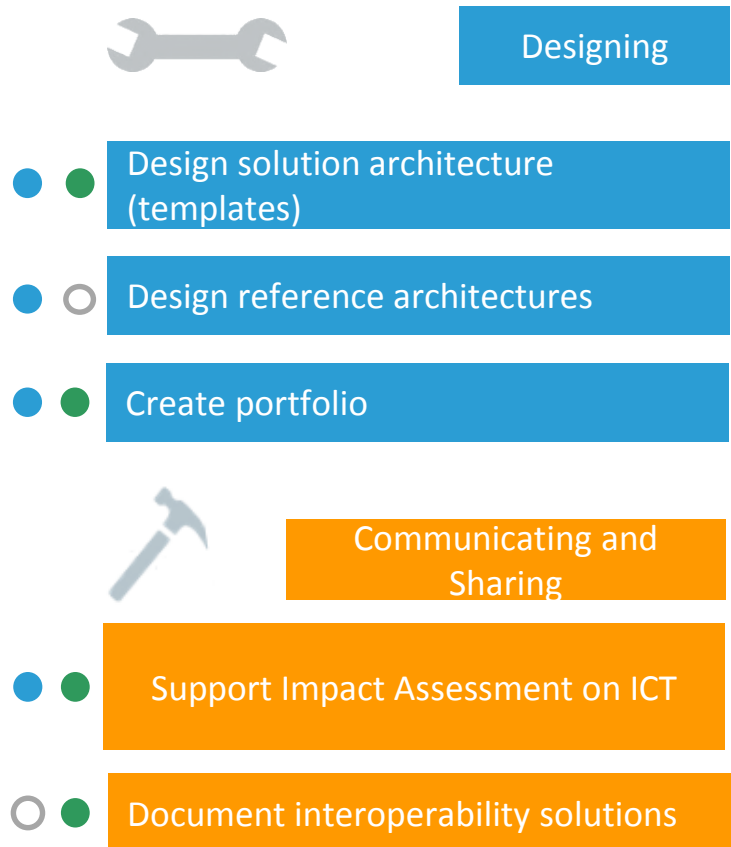 Designing
Design solution architecture
(templates)
Design reference architectures
Create portfolio
Communicating and
Sharing
Support Impact Assessment on ICT
Document interoperability solutions